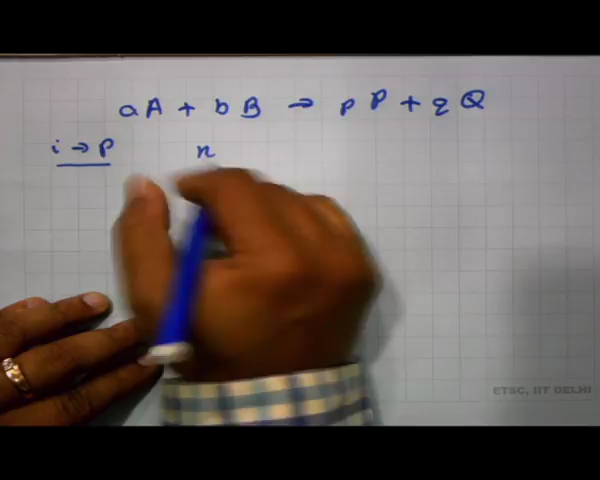 aA + bB → pP + qQ
i → P n
ETSC, IIT DELHI